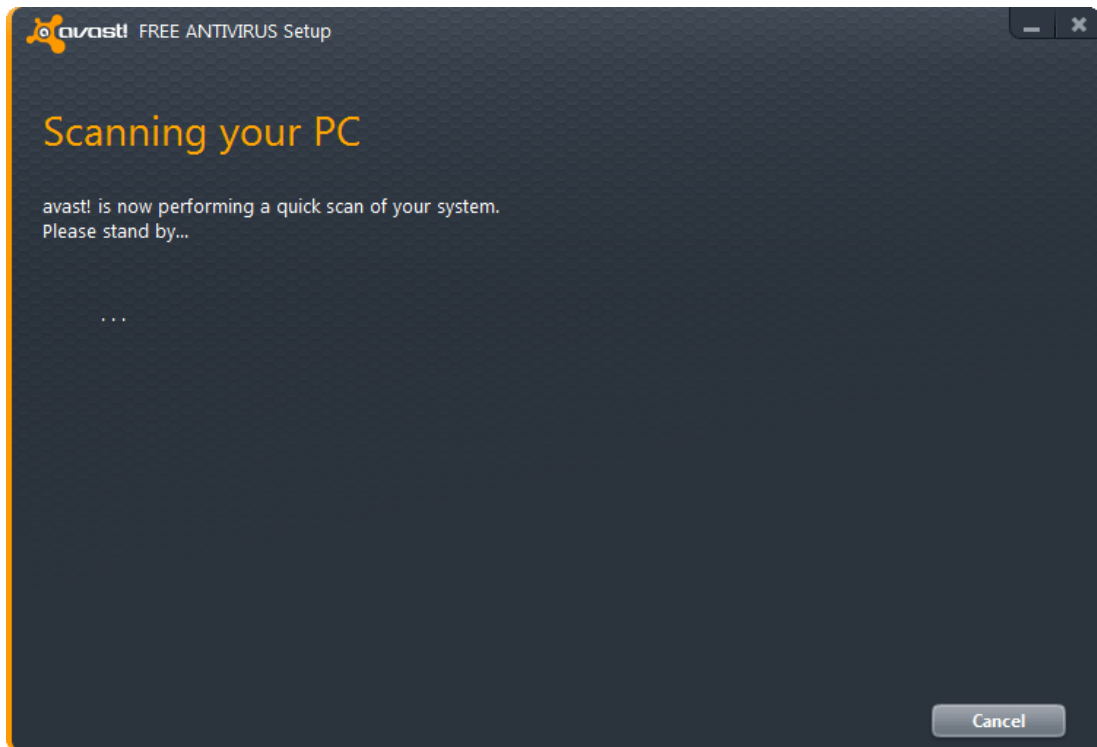 avast! FREE ANTIVIRUS Setup
Scanning your PC
avast! is now performing a quick scan of your system.
Please stand by...
...
Cancel